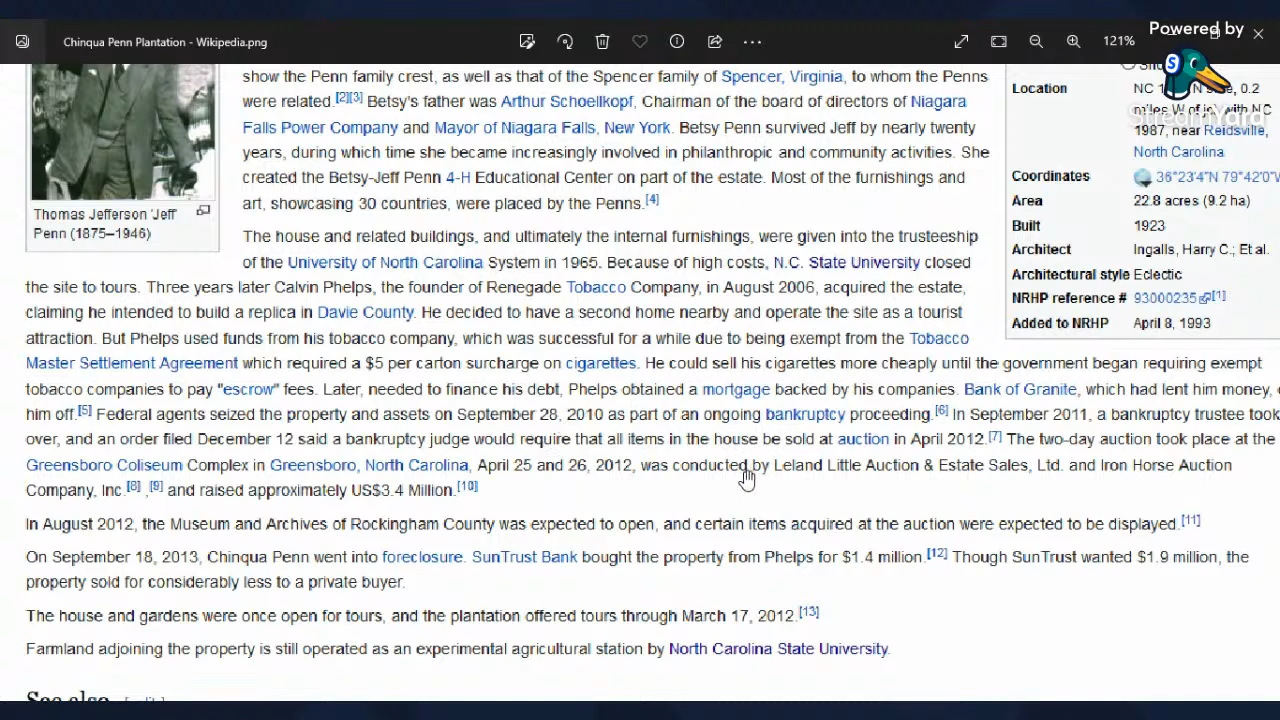 Powered by
StreamYard
Chinqua Penn Plantation - Wikipedia.png
121%
show the Penn family crest, as well as that of the Spencer family of Spencer, Virginia, to whom the Penns
were related.[2][3] Betsy's father was Arthur Schoellkopf, Chairman of the board of directors of Niagara
Falls Power Company and Mayor of Niagara Falls, New York. Betsy Penn survived Jeff by nearly twenty
years, during which time she became increasingly involved in philanthropic and community activities. She
created the Betsy-Jeff Penn 4-H Educational Center on part of the estate. Most of the furnishings and
art, showcasing 30 countries, were placed by the Penns.[4]
Thomas Jefferson 'Jeff'
Penn (1875–1946)
The house and related buildings, and ultimately the internal furnishings, were given into the trusteeship
of the University of North Carolina System in 1965. Because of high costs, N.C. State University closed
the site to tours. Three years later Calvin Phelps, the founder of Renegade Tobacco Company, in August 2006, acquired the estate,
claiming he intended to build a replica in Davie County. He decided to have a second home nearby and operate the site as a tourist
attraction. But Phelps used funds from his tobacco company, which was successful for a while due to being exempt from the Tobacco
Master Settlement Agreement which required a $5 per carton surcharge on cigarettes. He could sell his cigarettes more cheaply until the government began requiring exempt
tobacco companies to pay "escrow" fees. Later, needed to finance his debt, Phelps obtained a mortgage backed by his companies. Bank of Granite, which had lent him money,
him off.[5] Federal agents seized the property and assets on September 28, 2010 as part of an ongoing bankruptcy proceeding.[6] In September 2011, a bankruptcy trustee took
over, and an order filed December 12 said a bankruptcy judge would require that all items in the house be sold at auction in April 2012.[7] The two-day auction took place at the
Greensboro Coliseum Complex in Greensboro, North Carolina, April 25 and 26, 2012, was conducted by Leland Little Auction & Estate Sales, Ltd. and Iron Horse Auction
Company, Inc.[8] ,[9] and raised approximately US$3.4 Million.[10]
In August 2012, the Museum and Archives of Rockingham County was expected to open, and certain items acquired at the auction were expected to be displayed.[11]
On September 18, 2013, Chinqua Penn went into foreclosure. SunTrust Bank bought the property from Phelps for $1.4 million.[12] Though SunTrust wanted $1.9 million, the
property sold for considerably less to a private buyer.
The house and gardens were once open for tours, and the plantation offered tours through March 17, 2012.[13]
Farmland adjoining the property is still operated as an experimental agricultural station by North Carolina State University.
Location NC 0.2
miles W of with NC
1987, near Reidsville,
North Carolina
Coordinates 36°23′4″N 79°42′0″W
Area 22.8 acres (9.2 ha)
Built 1923
Architect Ingalls, Harry C.; Et al.
Architectural style Eclectic
NRHP reference # 93000235[1]
Added to NRHP April 8, 1993